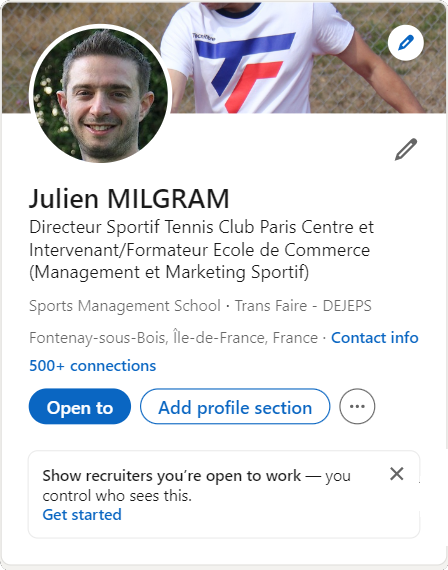 Tecnifibre
Julien MILGRAM
Directeur Sportif Tennis Club Paris Centre et
Intervenant/Formateur Ecole de Commerce
(Management et Marketing Sportif)
Sports Management School · Trans Faire - DEJEPS
Fontenay-sous-Bois, Île-de-France, France · Contact info
500+ connections
Open to
Add profile section
Show recruiters you're open to work — you
control who sees this.
Get started